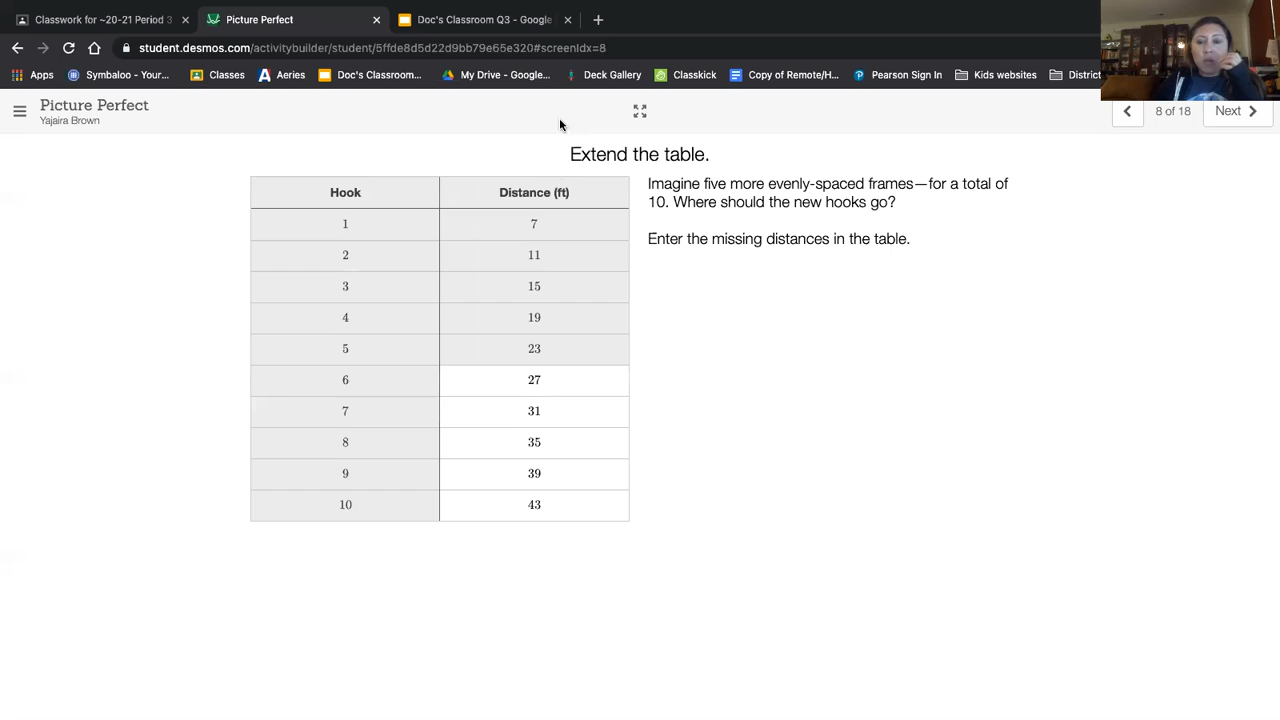 Classwork for ~20-21 Period 3
Picture Perfect
Doc's Classroom Q3 - Google
student.desmos.com/activitybuilder/student/5ffde8d5d22d9bb79e65e320#screenIdx=8
Apps
Symbaloo - Your...
Classes
Aeries
Doc's Classroom...
My Drive - Google...
Deck Gallery
Classkick
Copy of Remote/H...
Pearson Sign In
Kids websites
District
Picture Perfect
Yajaira Brown
8 of 18
Next
Extend the table.
Hook Distance (ft)
1 7
2 11
3 15
4 19
5 23
6 27
7 31
8 35
9 39
10 43
Imagine five more evenly-spaced frames—for a total of
10. Where should the new hooks go?
Enter the missing distances in the table.